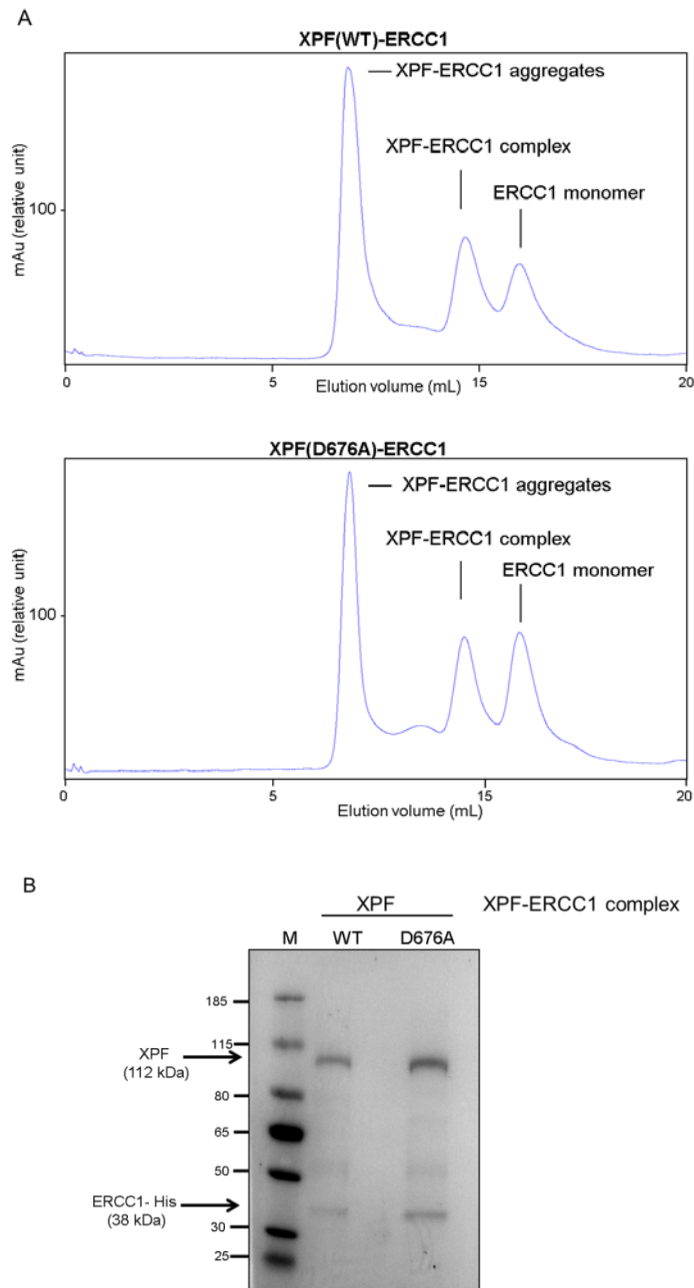 A
XPF(WT)-ERCC1
XPF-ERCC1 aggregates
XPF-ERCC1 complex
ERCC1 monomer
mAu (relative unit)
100
0 5 15 20
Elution volume (mL)
XPF(D676A)-ERCC1
XPF-ERCC1 aggregates
XPF-ERCC1 complex
ERCC1 monomer
mAu (relative unit)
100
0 5 15 20
Elution volume (mL)
B
XPF XPF-ERCC1 complex
M WT D676A
185
115
XPF
(112 kDa)
80
65
50
ERCC1- His
(38 kDa)
30
25